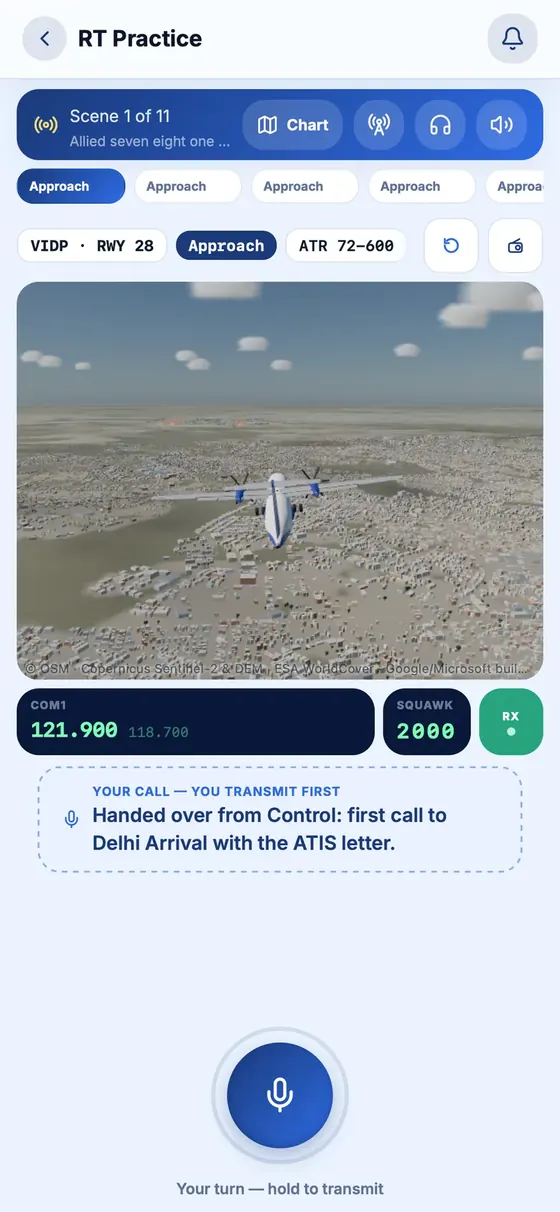 RT Practice
Scene 1 of 11
Allied seven eight one ...
Chart
Approach
Approach
Approach
Approach
Approa
VIDP · RWY 28
Approach
ATR 72–600
© OSM · Copernicus Sentinel-2 & DEM, ESA WorldCover · Google/Microsoft buil...
COM1
121.900 118.700
SQUAWK
2000
RX
YOUR CALL — YOU TRANSMIT FIRST
Handed over from Control: first call to
Delhi Arrival with the ATIS letter.
Your turn — hold to transmit